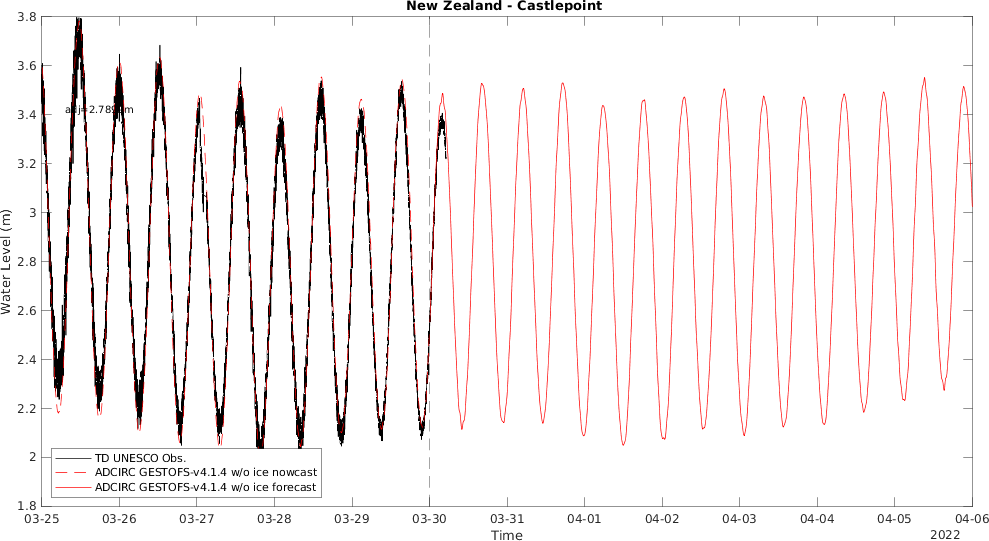 New Zealand - Castlepoint
3.8
3.6
3.4
3.2
3
2.8
2.6
2.4
2.2
2
1.8
Water Level (m)
TD UNESCO Obs.
ADCIRC GESTOFS-v4.1.4 w/o ice nowcast
ADCIRC GESTOFS-v4.1.4 w/o ice forecast
03-25 03-26 03-27 03-28 03-29 03-30 03-31 04-01 04-02 04-03 04-04 04-05 04-06
Time
2022